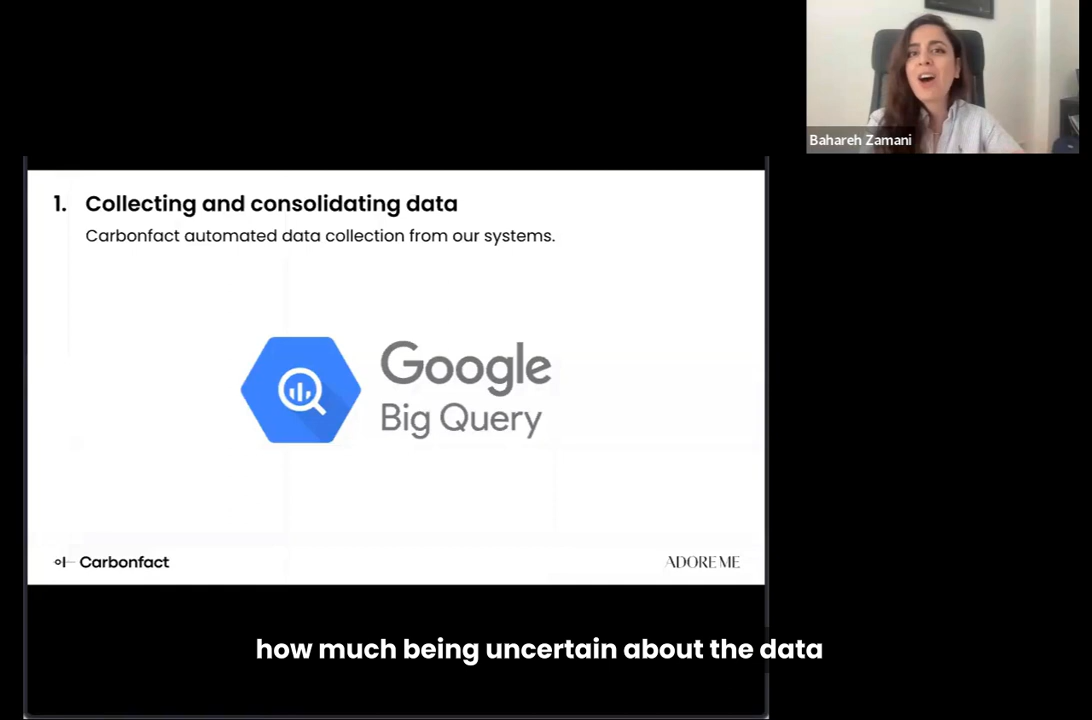 Bahareh Zamani
1. Collecting and consolidating data
Carbonfact automated data collection from our systems.
Google
Big Query
Carbonfact
ADORE ME
how much being uncertain about the data